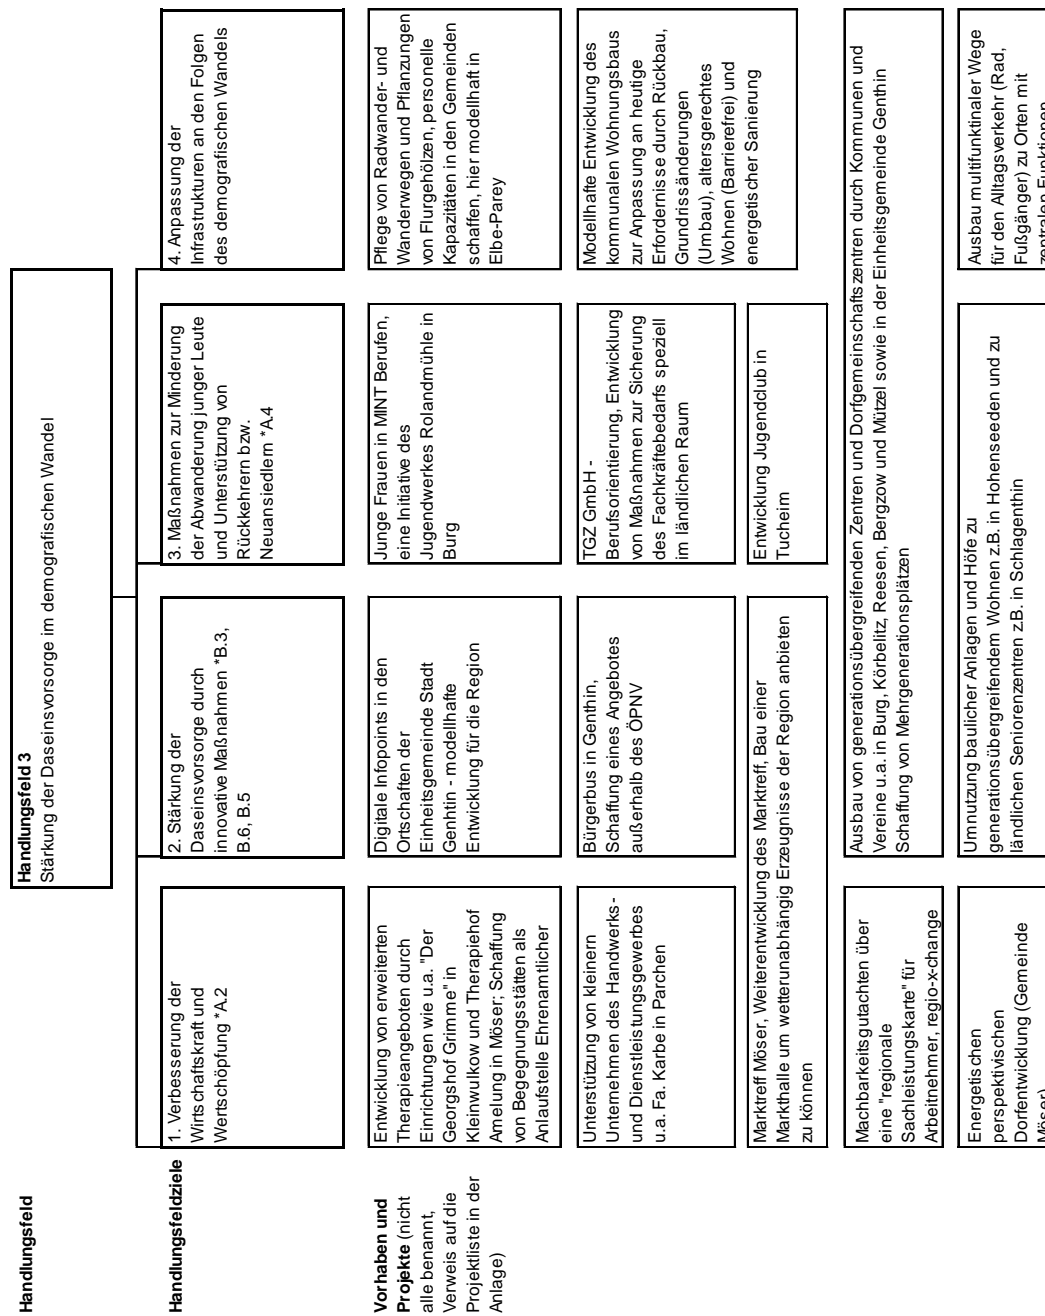 Handlungsfeld
Handlungsfeld 3
Stärkung der Daseinsvorsorge im demografischen Wandel
Handlungsfeldziele
1. Verbesserung der
Wirtschaftskraft und
Wertschöpfung *A.2
2. Stärkung der
Daseinsvorsorge durch
innovative Maßnahmen *B.3,
B.6, B.5
3. Maßnahmen zur Minderung
der Abwanderung junger Leute
und Unterstützung von
Rückkehrern bzw.
Neuansiedlern *A.4
4. Anpassung der
Infrastrukturen an den Folgen
des demografischen Wandels
Vorhaben und
Projekte (nicht
alle benannt,
Verweis auf die
Projektliste in der
Anlage)
Entwicklung von erweiterten
Therapieangeboten durch
Einrichtungen wie u.a. "Der
Georgshof Grimme" in
Kleinwulkow und Therapiehof
Amelung in Möser; Schaffung
von Begegnungsstätten als
Anlaufstelle Ehrenamtlicher
Digitale Infopoints in den
Ortschaften der
Einheitsgemeinde Stadt
Genhtin - modellhafte
Entwicklung für die Region
Junge Frauen in MINT Berufen,
eine Initiative des
Jugendwerkes Rolandmühle in
Burg
Pflege von Radwander- und
Wanderwegen und Pflanzungen
von Flurgehölzen, personelle
Kapazitäten in den Gemeinden
schaffen, hier modellhaft in
Elbe-Parey
Unterstützung von kleinern
Unternehmen des Handwerks-
und Dienstleistungsgewerbes
u.a. Fa. Karbe in Parchen
Bürgerbus in Genthin,
Schaffung eines Angebotes
außerhalb des ÖPNV
TGZ GmbH -
Berufsorientierung, Entwicklung
von Maßnahmen zur Sicherung
des Fachkräftebedarfs speziell
im ländlichen Raum
Modellhafte Entwicklung des
kommunalen Wohnungsbaus
zur Anpassung an heutige
Erfordernisse durch Rückbau,
Grundrissänderungen
(Umbau), altersgerechtes
Wohnen (Barrierefrei) und
energetischer Sanierung
Marktreff Möser, Weiterentwicklung des Marktreff, Bau einer
Markthalle um wetterunabhängig Erzeugnisse der Region anbieten
zu können
Entwicklung Jugendclub in
Tucheim
Machbarkeitsgutachten über
eine "regionale
Sachleistungskarte" für
Arbeitnehmer, regio-x-change
Ausbau von generationsübergreifenden Zentren und Dorfgemeinschaftszentren durch Kommunen und
Vereine u.a. in Burg, Körbelitz, Reesen, Bergzow und Mützel sowie in der Einheitsgemeinde Genthin
Schaffung von Mehrgenerationsplätzen
Energetischen
perspektivischen
Dorfentwicklung (Gemeinde
Möser)
Umnutzung baulicher Anlagen und Höfe zu
generationsübergreifendem Wohnen z.B. in Hohenseeden und zu
ländlichen Seniorenzentren z.B. in Schlagenthin
Ausbau multifunktinaler Wege
für den Alltagsverkehr (Rad,
Fußgänger) zu Orten mit
zentralen Funktionen